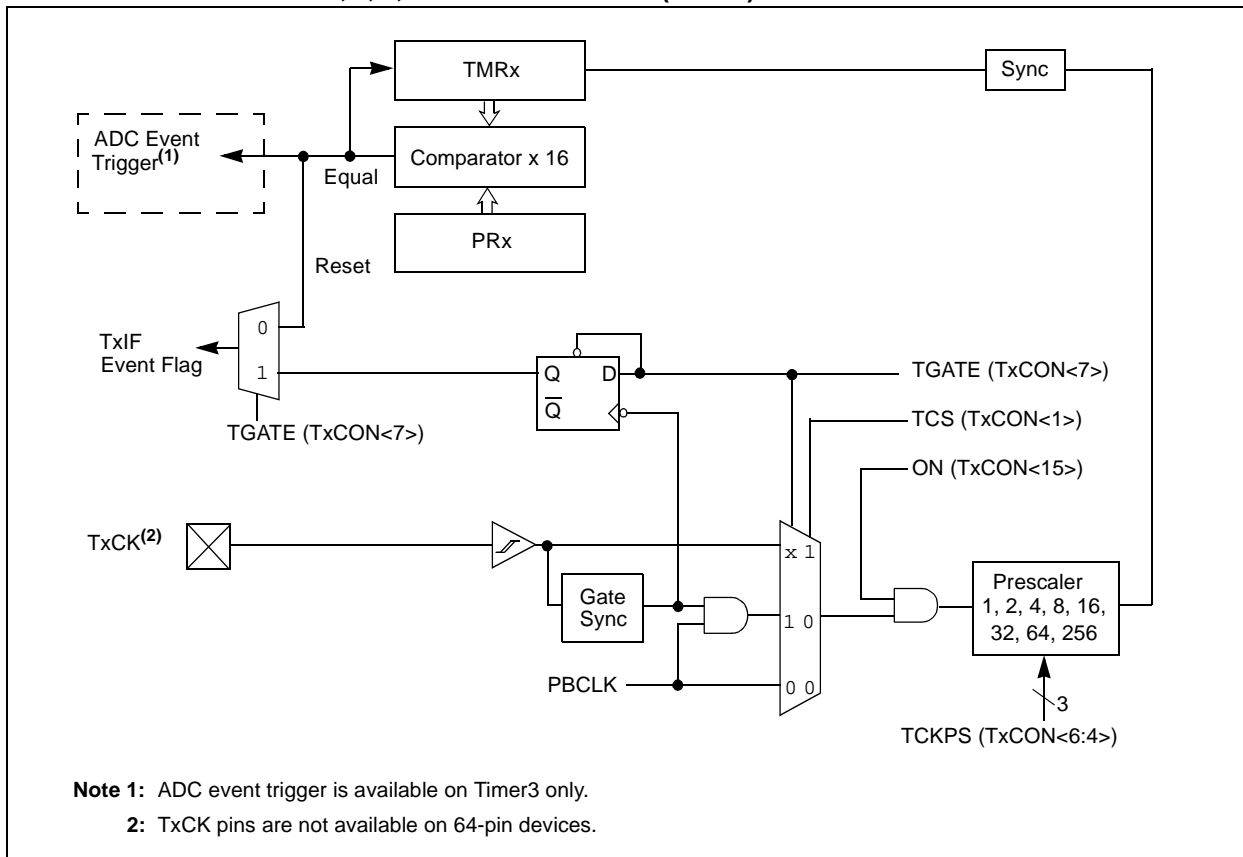 TMRx
Sync
ADC Event
Trigger(1)
Comparator x 16
Equal
PRx
Reset
0
TxIF
Event Flag
1
Q D
Q
TGATE (TxCON<7>)
TGATE (TxCON<7>)
TCS (TxCON<1>)
ON (TxCON<15>)
TxCK(2)
x 1
Prescaler
1, 2, 4, 8, 16,
32, 64, 256
Gate
Sync
1 0
PBCLK
0 0
3
TCKPS (TxCON<6:4>)
Note 1: ADC event trigger is available on Timer3 only.
2: TxCK pins are not available on 64-pin devices.